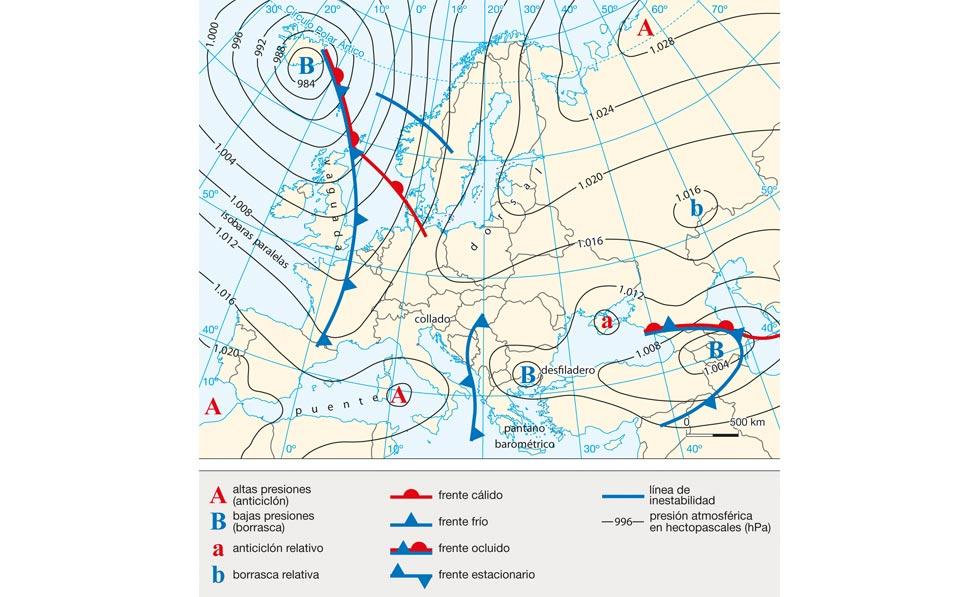 30°
Círculo Polar Ártico
20°
10°
0°
10°
20°
30°
40°
50°
60°
70°
1.000
996
992
988
B
984
A
1.028
1.024
1.020
1.016
b
1.004
1.008
isobaras paralelas
1.012
1.016
1.020
50°
50°
vaguada
dorsal
1.016
1.012
collado
a
40°
40°
1.008
B
1.004
B
desfiladero
10°
A
A
puente
pantano
barométrico
0
500 km
0°
10°
30°
40°
A altas presiones
(anticiclón)
B bajas presiones
(borrasca)
a anticiclón relativo
b borrasca relativa
frente cálido
frente frío
frente ocluido
frente estacionario
línea de
inestabilidad
996 presión atmosférica
en hectopascales (hPa)